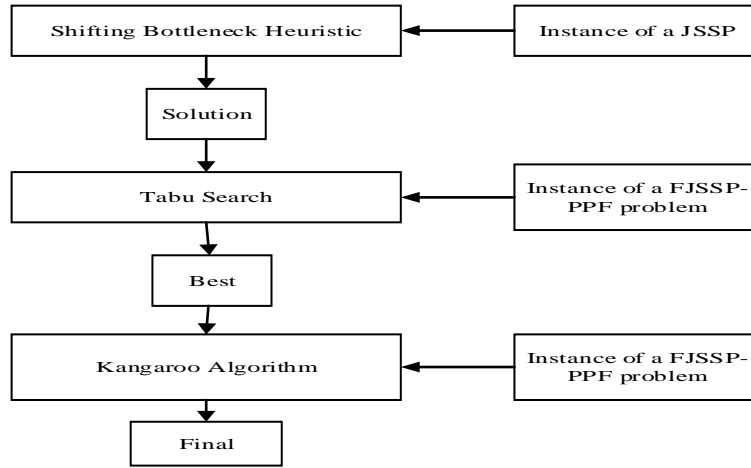 Shifting Bottleneck Heuristic
Instance of a JSSP
Solution
Tabu Search
Instance of a FJSSP-
PPF problem
Best
Kangaroo Algorithm
Instance of a FJSSP-
PPF problem
Final